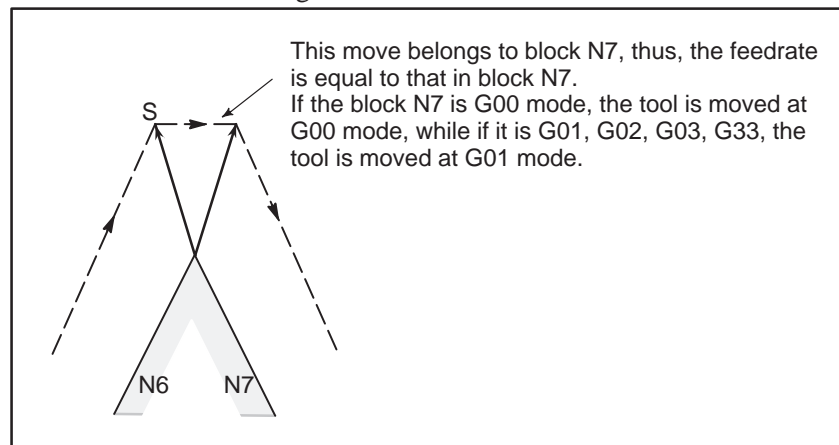 This move belongs to block N7, thus, the feedrate
is equal to that in block N7.
If the block N7 is G00 mode, the tool is moved at
G00 mode, while if it is G01, G02, G03, G33, the
tool is moved at G01 mode.
S
N6 N7